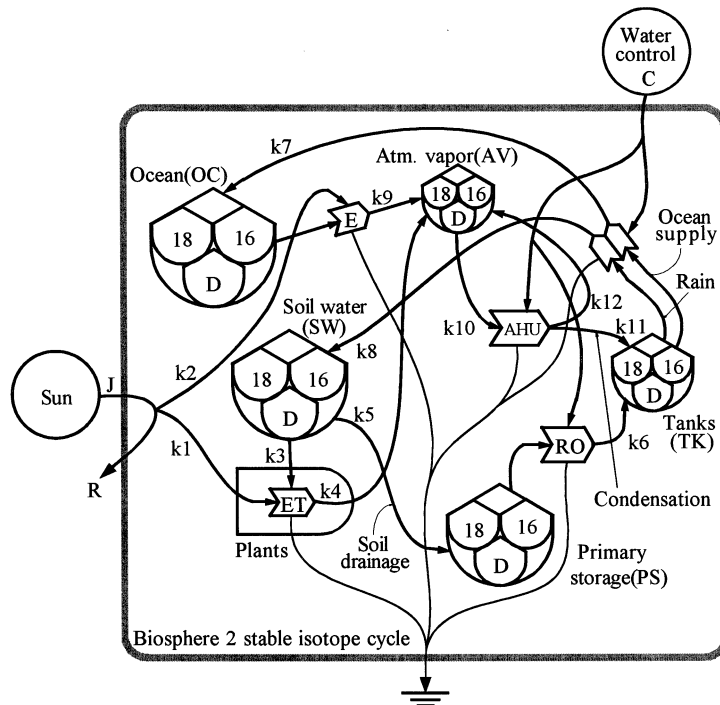 Water
control
C
k7
Atm. vapor(AV)
Ocean(OC)
18
16
D
k9
E
18
16
D
Ocean
supply
Rain
Soil water
(SW)
k12
k10
AHU
k11
k8
k2
18
16
D
18
16
D
Sun
J
k5
Tanks
(TK)
k1
k3
RO
k6
R
k4
ET
Condensation
Plants
Soil
drainage
18
16
D
Primary
storage(PS)
Biosphere 2 stable isotope cycle